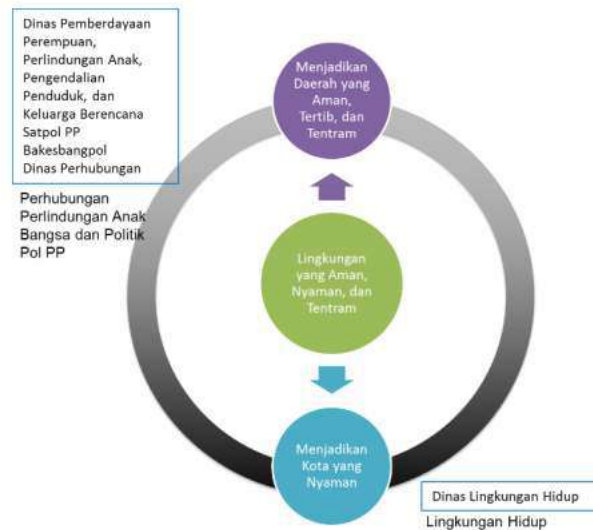 Dinas Pemberdayaan
Perempuan,
Perlindungan Anak,
Pengendalian
Penduduk, dan
Keluarga Berencana
Satpol PP
Bakesbangpol
Dinas Perhubungan
Perhubungan
Perlindungan Anak
Bangsa dan Politik
Pol PP
Menjadikan
Daerah yang
Aman,
Tertib, dan
Tentram
Lingkungan
yang Aman,
Nyaman, dan
Tentram
Menjadikan
Kota yang
Nyaman
Dinas Lingkungan Hidup
Lingkungan Hidup